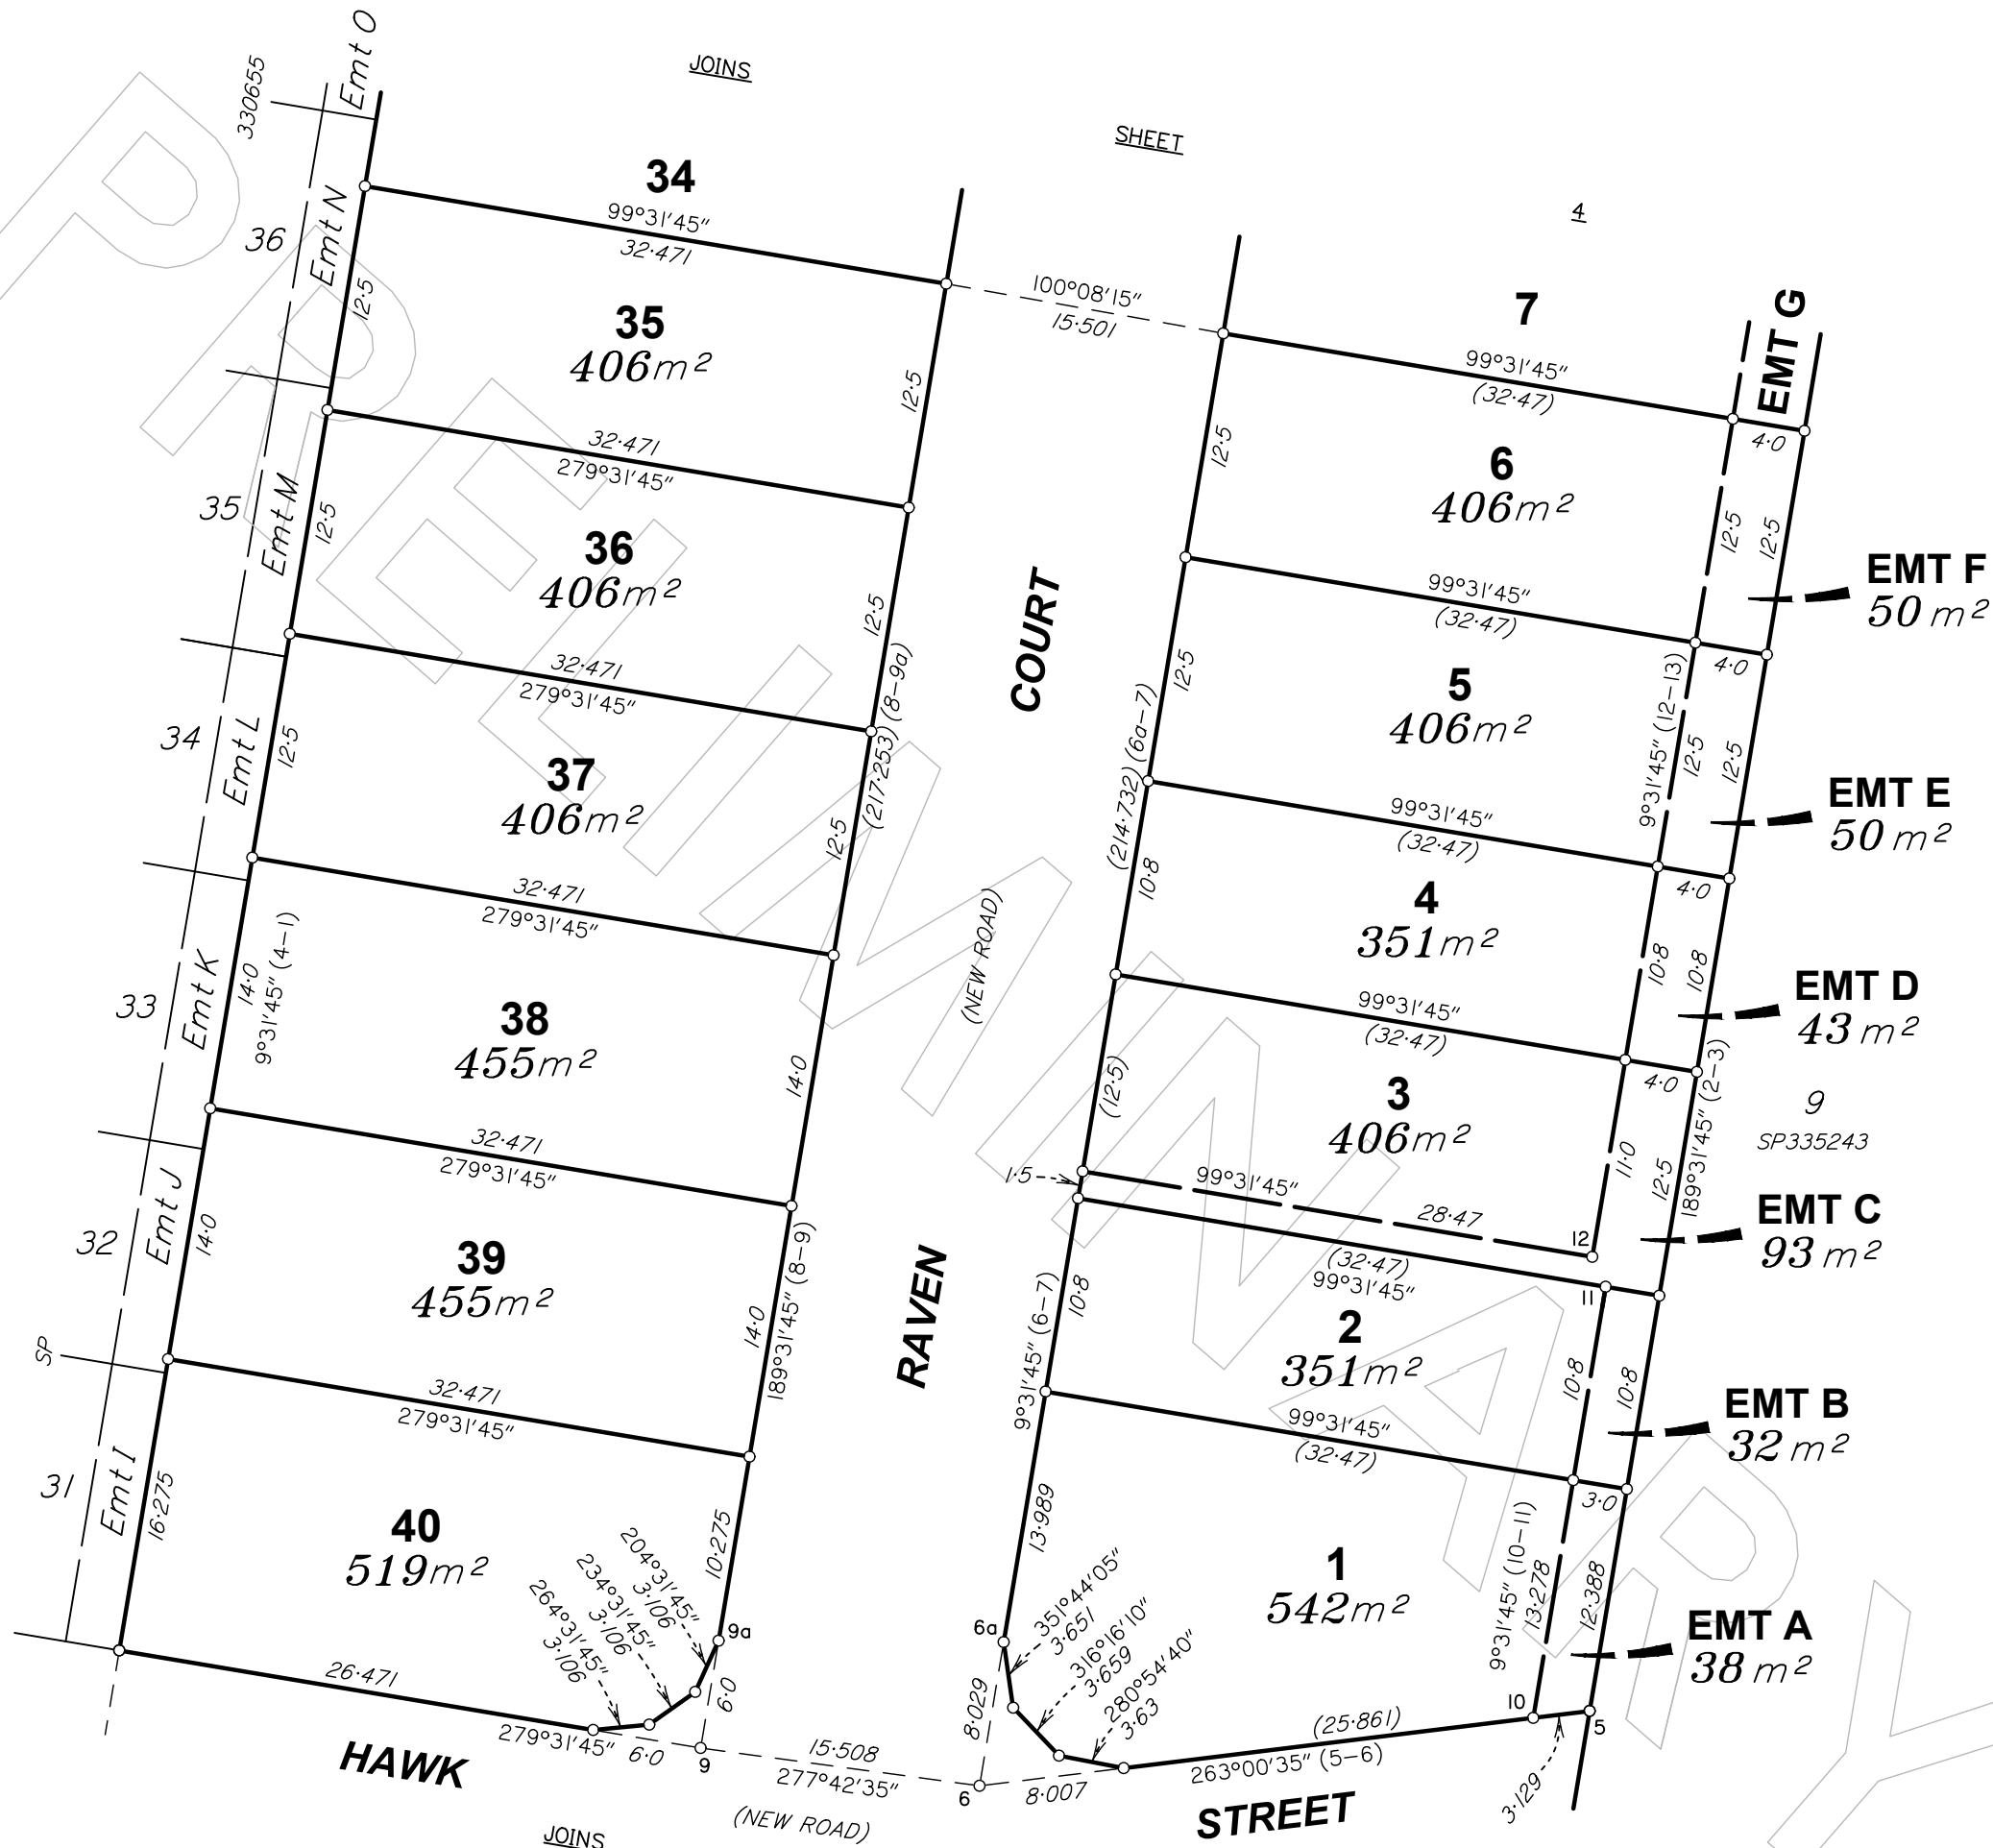 JOINS
SHEET
4
330655
Emt O
36
Emt N
12·5
34
99°31'45"
32·471
35
406m²
12·5
32·471
279°31'45"
35
Emt M
12·5
36
406m²
12·5
32·471
279°31'45"
34
Emt L
12·5
37
406m²
12·5
(217·253) (8-9a)
32·471
279°31'45"
33
Emt K
14·0
9°31'45" (4-1)
38
455m²
14·0
32·471
279°31'45"
32
Emt J
14·0
39
455m²
14·0
189°31'45" (8-9)
SP
32·471
279°31'45"
31
Emt I
16·275
40
519m²
10·275
204°31'45"
3·106
234°31'45"
3·106
264°31'45"
3·106
9a
6·0
26·471
279°31'45"
6·0
9
15·508
277°42'35"
6
8·007
HAWK
(NEW ROAD)
STREET
JOINS
100°08'15"
15·501
COURT
(NEW ROAD)
RAVEN
7
EMT G
99°31'45"
(32·47)
4·0
12·5
6
406m²
12·5
12·5
EMT F
50 m²
99°31'45"
(32·47)
4·0
12·5
(214·732) (6a-7)
5
406m²
9°31'45" (12-13)
12·5
12·5
EMT E
50 m²
99°31'45"
(32·47)
4·0
10·8
4
351m²
10·8
10·8
EMT D
43 m²
99°31'45"
(32·47)
4·0
(12·5)
3
406m²
11·0
12·5
189°31'45" (2-3)
9
SP335243
1·5
99°31'45"
28·47
12
EMT C
93 m²
(32·47)
99°31'45"
11
10·8
9°31'45" (6-7)
2
351m²
10·8
10·8
EMT B
32 m²
99°31'45"
(32·47)
3·0
13·989
1
542m²
9°31'45" (10-11)
13·278
12·388
EMT A
38 m²
6a
351°44'05"
3·651
316°16'10"
3·659
280°54'40"
3·63
8·029
(25·861)
263°00'35" (5-6)
10
5
3·129
PRELIMINARY